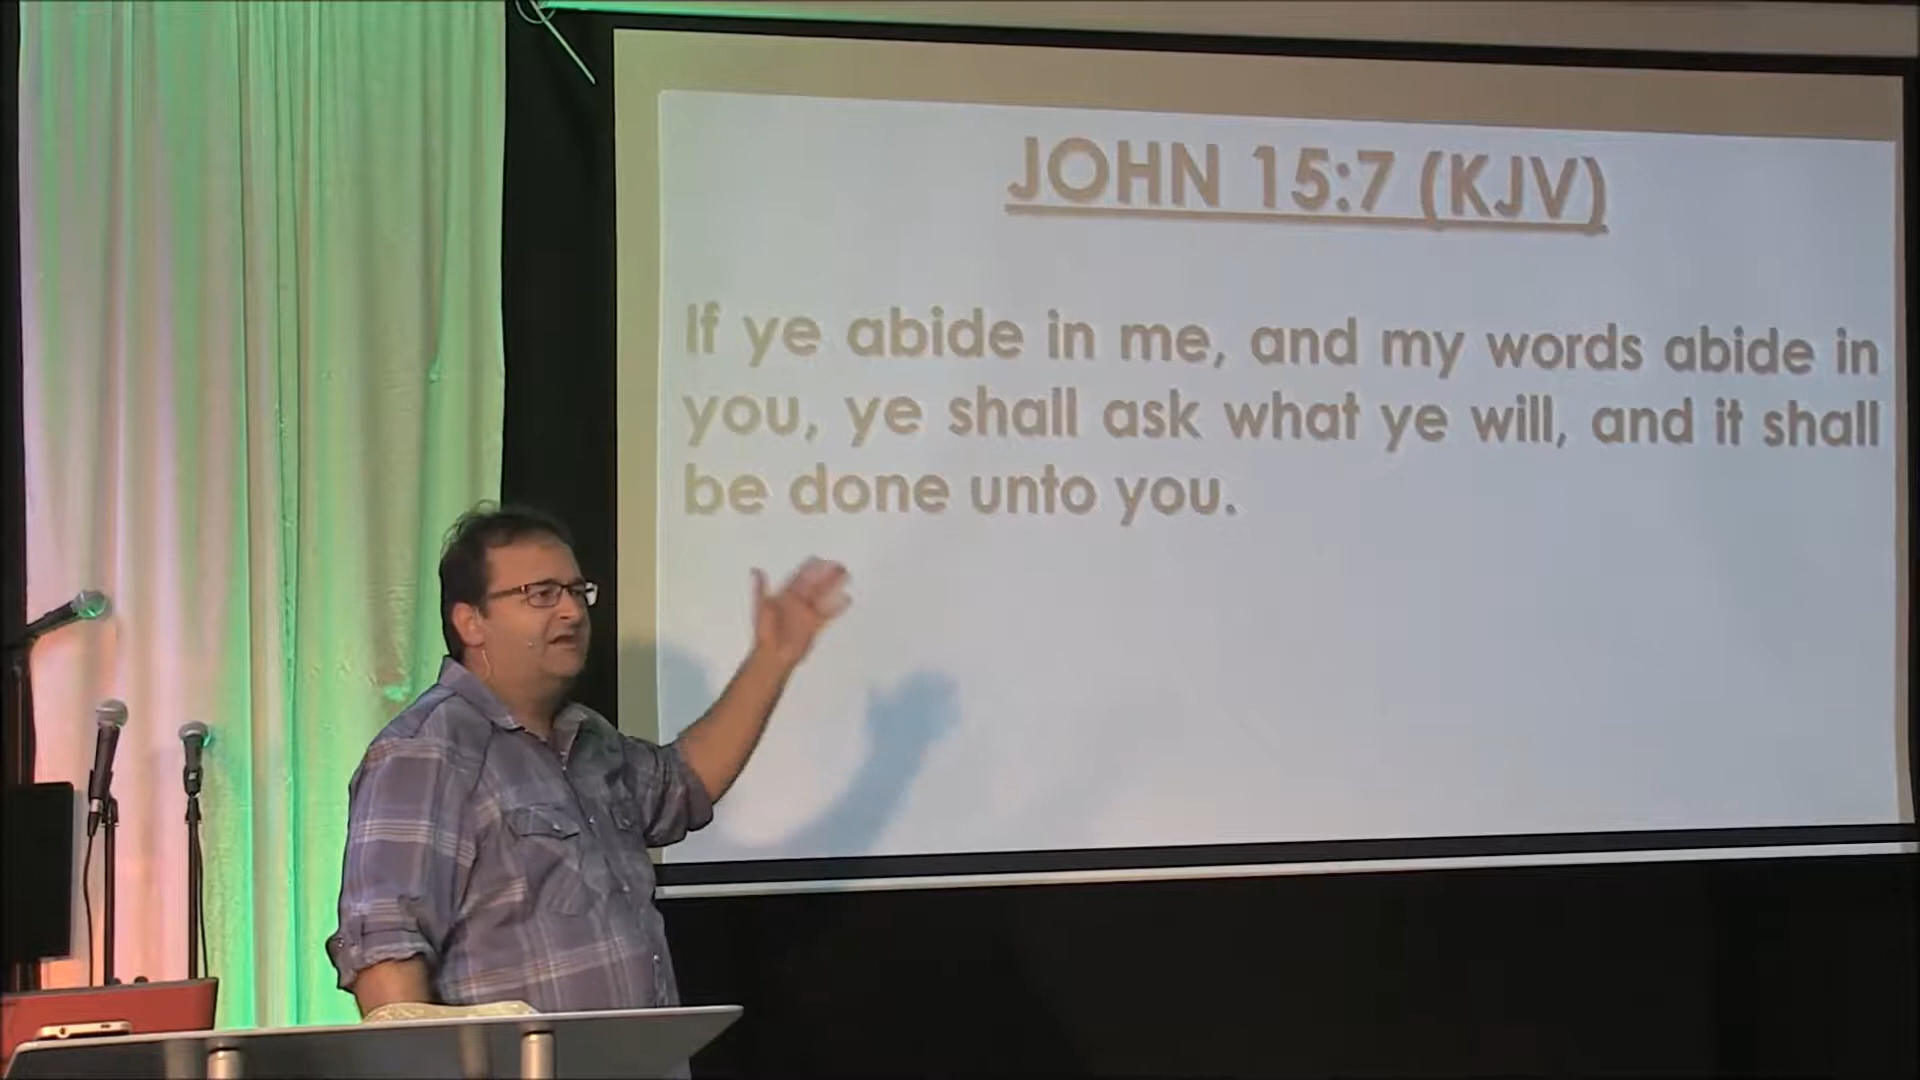 JOHN 15:7 (KJV)
If ye abide in me, and my words abide in
you, ye shall ask what ye will, and it shall
be done unto you.